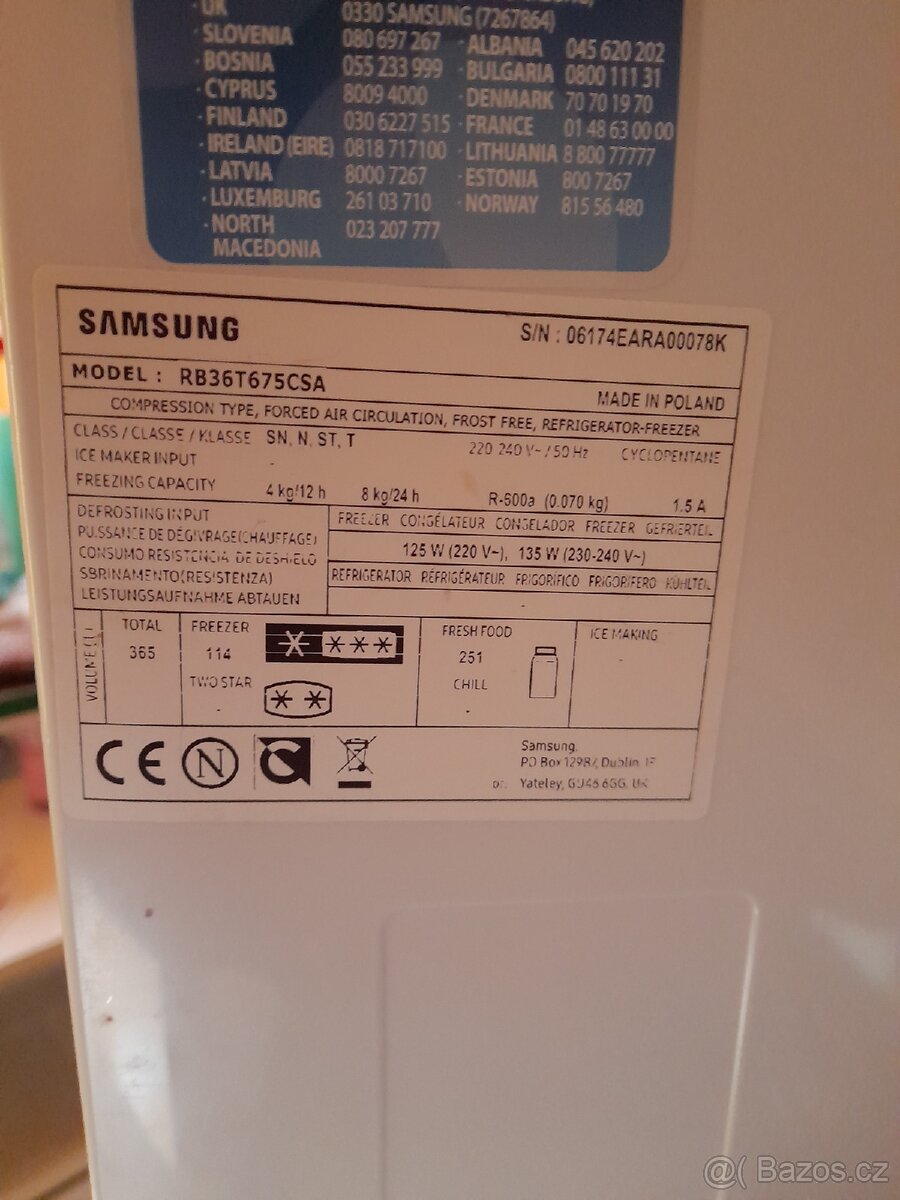 · UK 0330 SAMSUNG (7267864)
· SLOVENIA 080 697 267 · ALBANIA 045 620 202
· BOSNIA 055 233 999 · BULGARIA 0800 111 31
· CYPRUS 8009 4000 · DENMARK 70 70 19 70
· FINLAND 030 6227 515 · FRANCE 01 48 63 00 00
· IRELAND (EIRE) 0818 717100 · LITHUANIA 8 800 77777
· LATVIA 8000 7267 · ESTONIA 800 7267
· LUXEMBURG 261 03 710 · NORWAY 815 56 480
· NORTH MACEDONIA 023 207 777
SAMSUNG S/N : 06174EARA00078K
MODEL : RB36T675CSA MADE IN POLAND
COMPRESSION TYPE, FORCED AIR CIRCULATION, FROST FREE, REFRIGERATOR-FREEZER
CLASS / CLASSE / KLASSE SN, N, ST, T 220-240 V~ / 50 Hz CYCLOPENTANE
ICE MAKER INPUT -
FREEZING CAPACITY 4 kg/12 h 8 kg/24 h R-600a (0.070 kg) 1.5 A
DEFROSTING INPUT
PUISSANCE DE DÉGIVRAGE(CHAUFFAGE)
CONSUMO RESISTENCIA DE DESHIELO
SBRINAMENTO(RESISTENZA)
LEISTUNGSAUFNAHME ABTAUEN
FREEZER CONGÉLATEUR CONGELADOR FREEZER GEFRIERTEIL
125 W (220 V~), 135 W (230-240 V~)
REFRIGERATOR RÉFRIGÉRATEUR FRIGORÍFICO FRIGORIFERO KÜHLTEIL
-
VOLUME (L)
TOTAL
365
FREEZER
114
TWO STAR
-
FRESH FOOD
251
CHILL
-
ICE MAKING
-
CE N
Samsung.
PO Box 12987, Dublin. IE
or. Yateley, GU46 6GG. UK
@( Bazos.cz